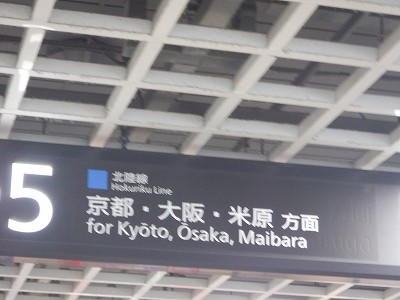 5
北陸線
Hokuriku Line
京都・大阪・米原 方面
for Kyōto, Ōsaka, Maibara